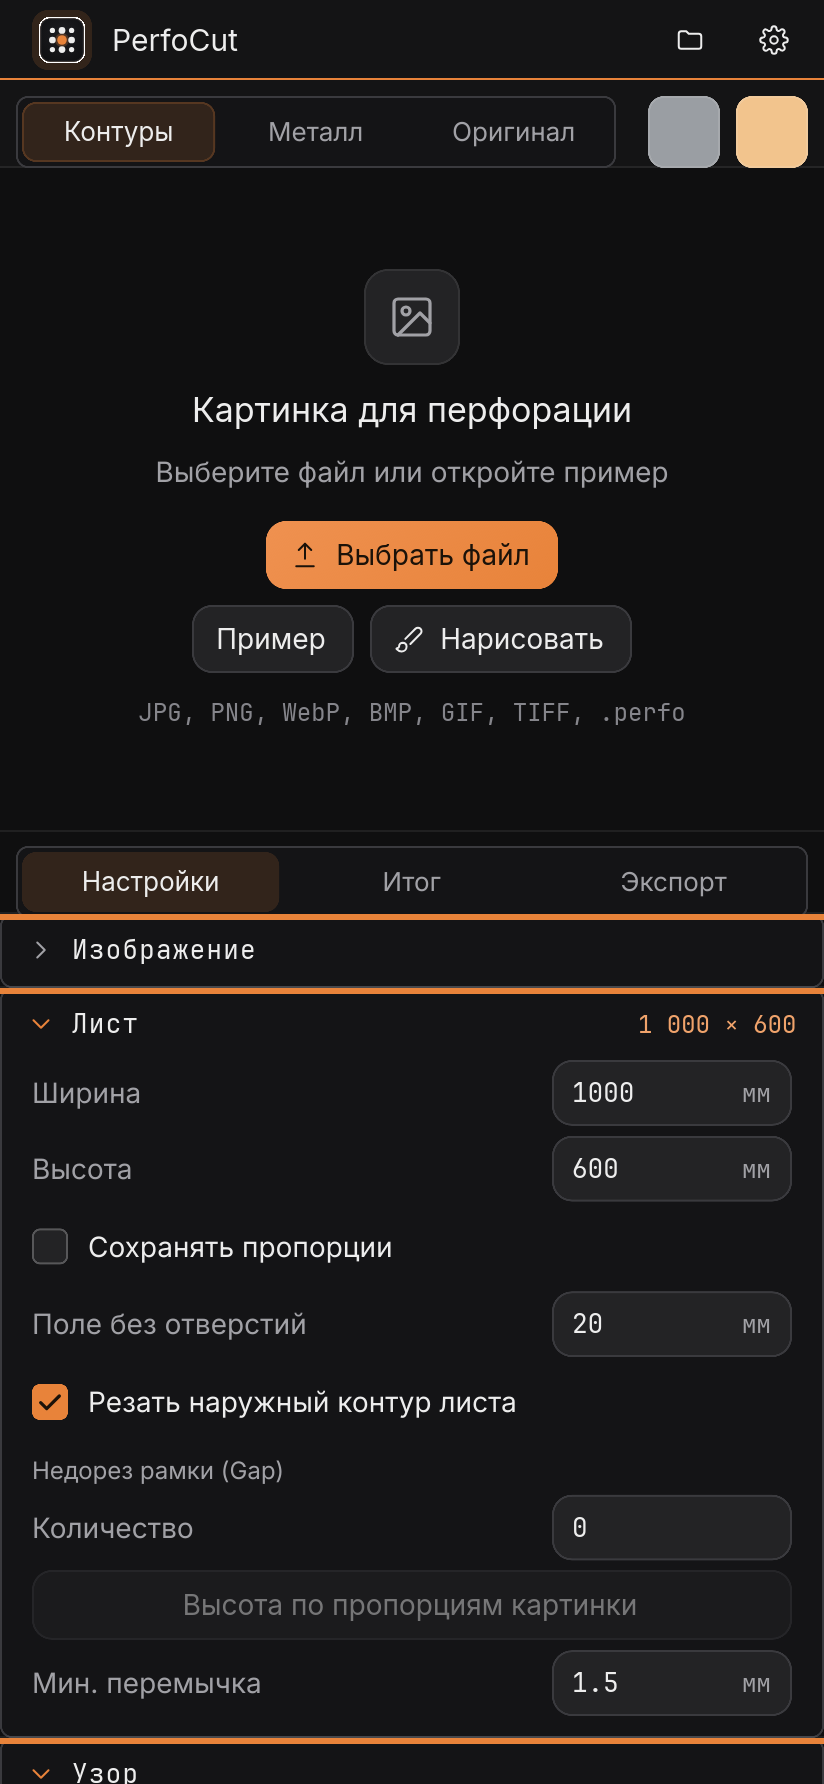 PerfoCut
Контуры
Металл
Оригинал
Картинка для перфорации
Выберите файл или откройте пример
Выбрать файл
Пример
Нарисовать
JPG, PNG, WebP, BMP, GIF, TIFF, .perfo
Настройки
Итог
Экспорт
Изображение
Лист
1 000 × 600
Ширина
1000 мм
Высота
600 мм
Сохранять пропорции
Поле без отверстий
20 мм
Резать наружный контур листа
Недорез рамки (Gap)
Количество
0
Высота по пропорциям картинки
Мин. перемычка
1.5 мм
Узор